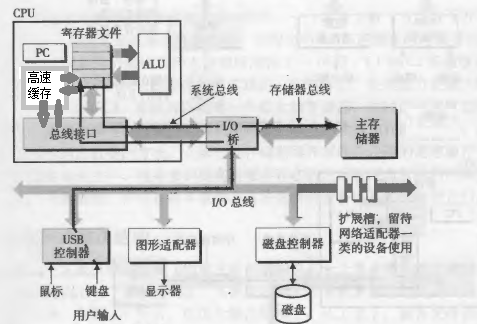 CPU
寄存器文件
PC
ALU
高速
缓存
系统总线
存储器总线
总线接口
I/O
桥
主存
储器
I/O 总线
扩展槽,留待
网络适配器一
类的设备使用
USB
控制器
图形适配器
磁盘控制器
鼠标
键盘
显示器
用户输入
磁盘